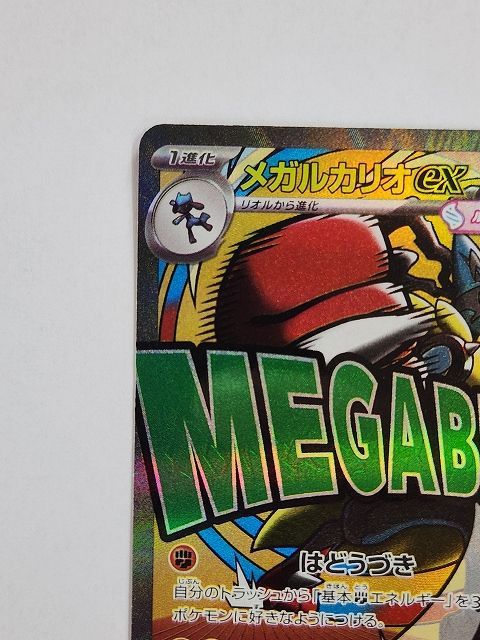 1進化
メガルカリオex
リオルから進化
MEGAB
はどうづき
自分のトラッシュから「基本エネルギー」を3
ポケモンに好きなようにつける。